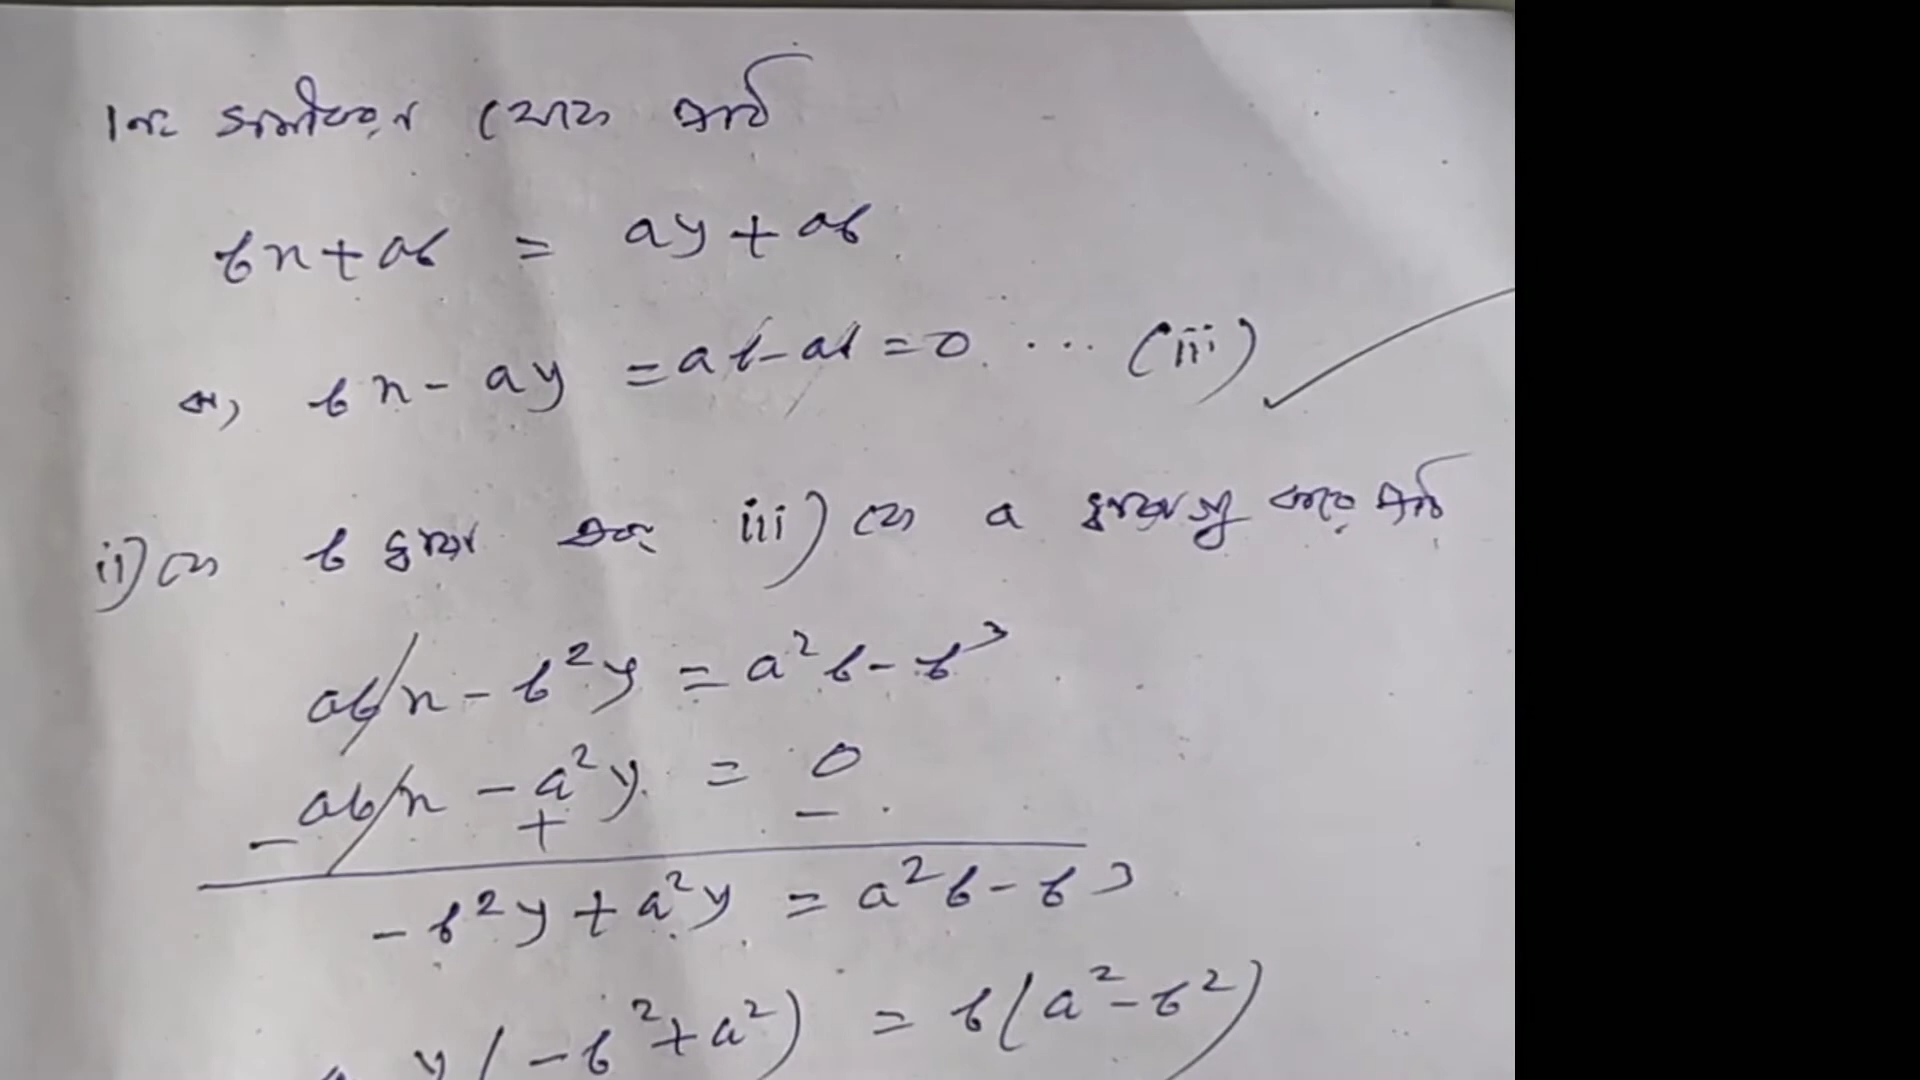 ১নং সমীকরণ থেকে পাই
bx + ab = ay + ab
বা, bx - ay = ab - ab = 0 ... (iii)
ii) কে b দ্বারা এবং iii) কে a দ্বারা গুণ করে পাই
abx - b²y = a²b - b³
abx - a²y = 0
- + -
- b²y + a²y = a²b - b³
y(-b² + a²) = b(a² - b²)